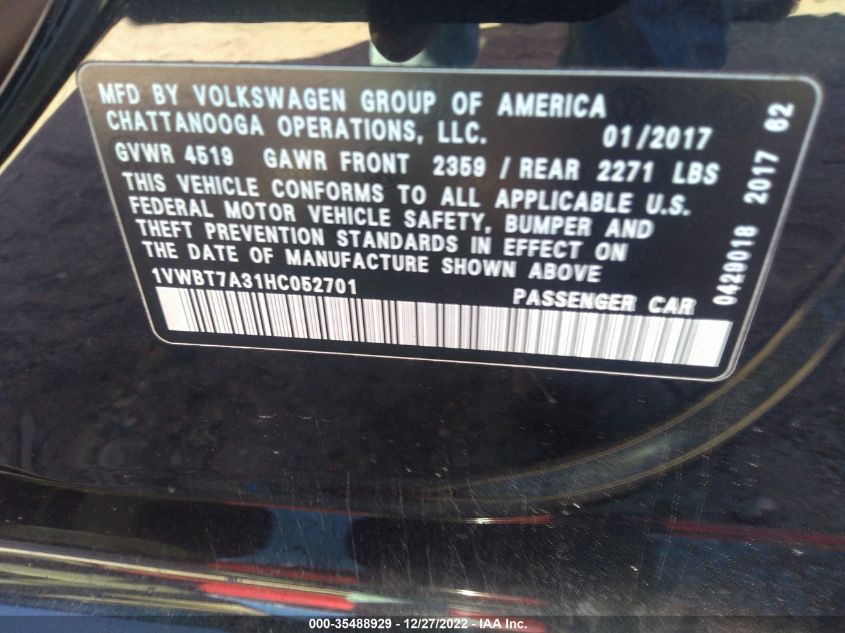 MFD BY VOLKSWAGEN GROUP OF AMERICA
CHATTANOOGA OPERATIONS, LLC. 01/2017
GVWR 4519 GAWR FRONT 2359 / REAR 2271 LBS
THIS VEHICLE CONFORMS TO ALL APPLICABLE U.S.
FEDERAL MOTOR VEHICLE SAFETY, BUMPER AND
THEFT PREVENTION STANDARDS IN EFFECT ON
THE DATE OF MANUFACTURE SHOWN ABOVE
1VWBT7A31HC052701 PASSENGER CAR
0429018 2017 62
000-35488929 - 12/27/2022 - IAA Inc.